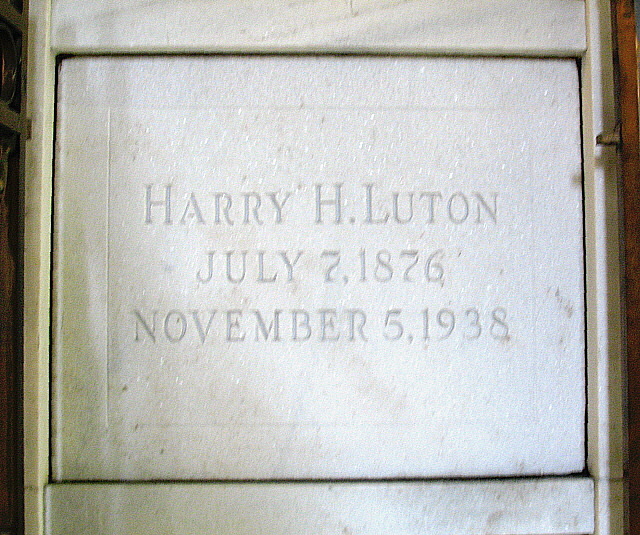 HARRY H. LUTON
JULY 7, 1876
NOVEMBER 5, 1938